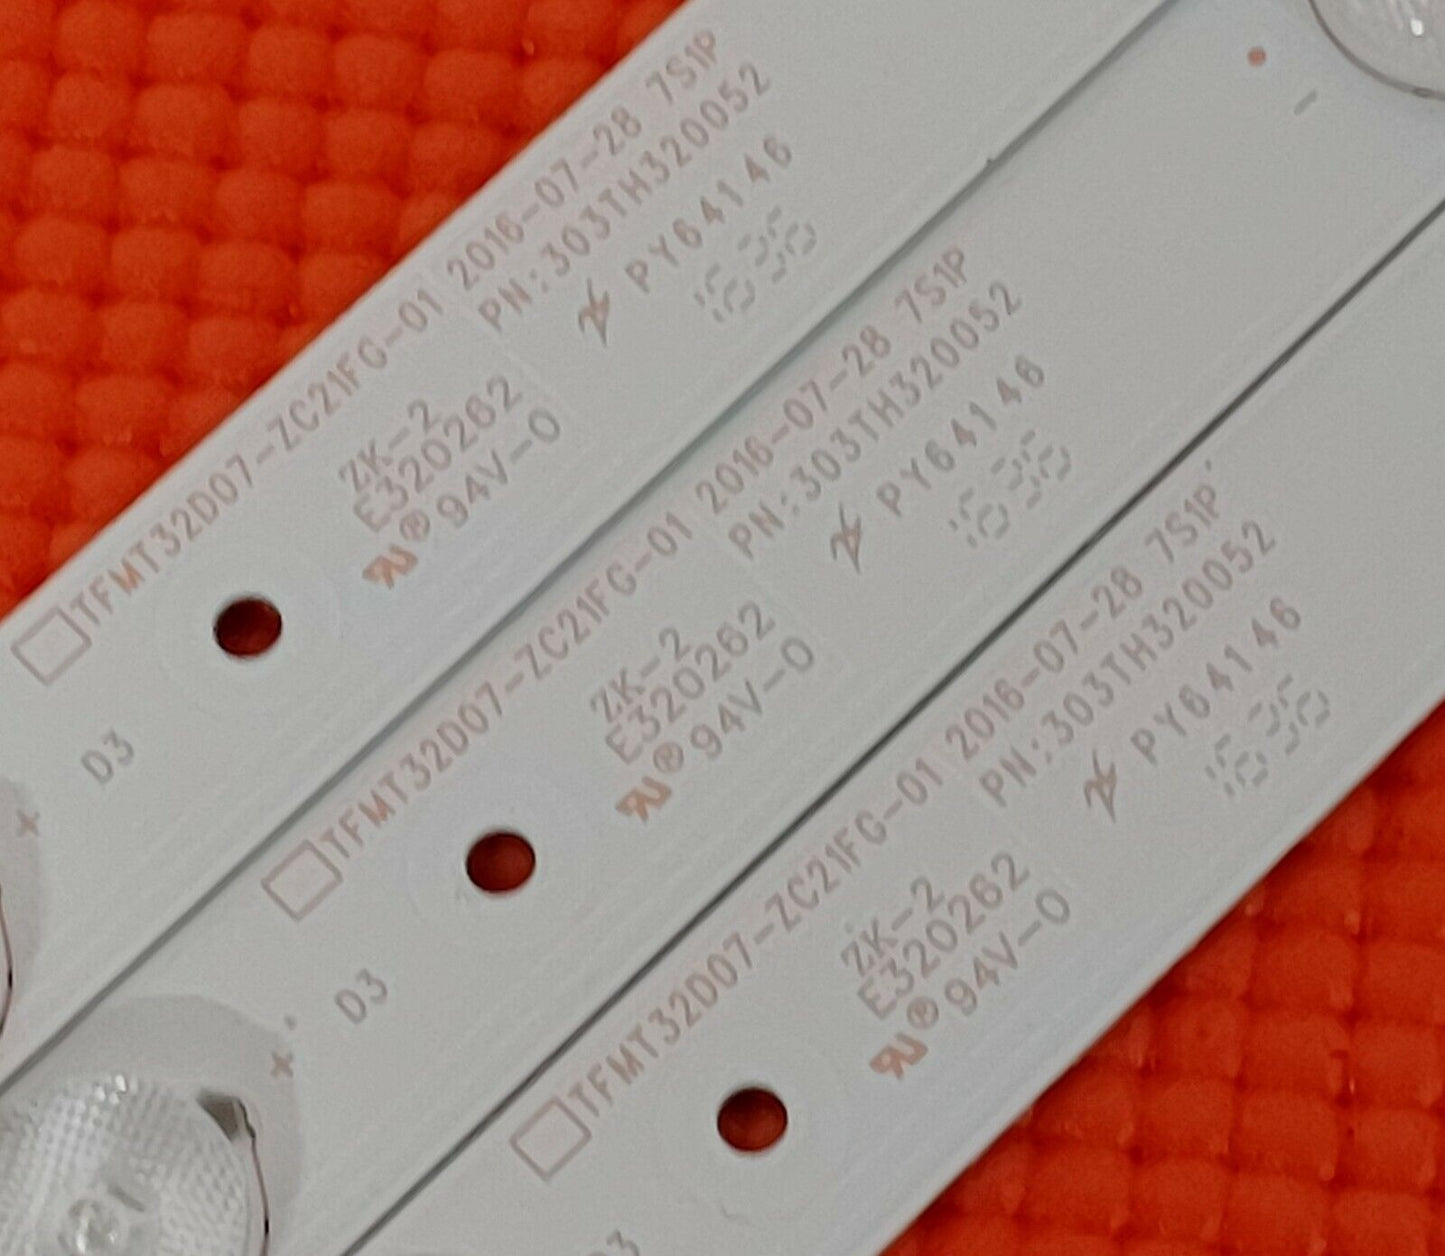 TFMT32D07-ZC21FG-01 2016-07-28 7S1P
PN:303TH320052
PY64146
ZK-2
E320262
® 94V-0
D3
+
TFMT32D07-ZC21FG-01 2016-07-28 7S1P
PN:303TH320052
PY64146
ZK-2
E320262
® 94V-0
D3
+
-
TFMT32D07-ZC21FG-01 2016-07-28 7S1P
PN:303TH320052
PY64146
ZK-2
E320262
® 94V-0
D3